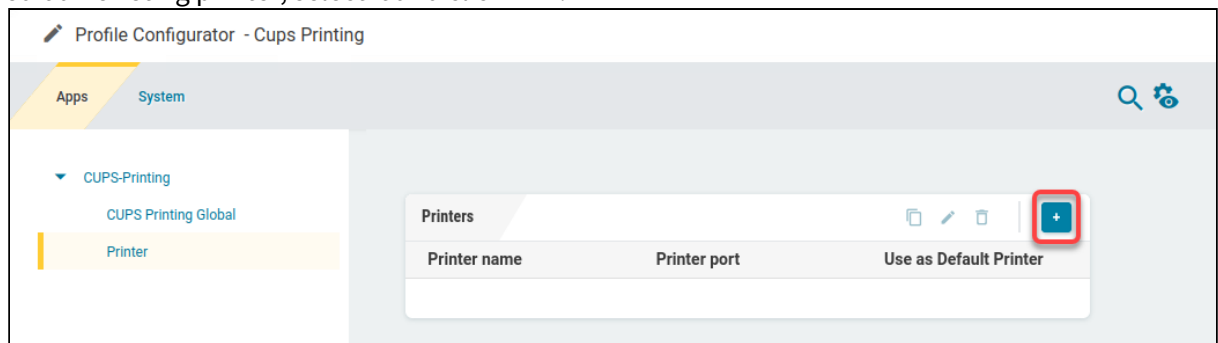 Profile Configurator - Cups Printing
Apps
System
CUPS-Printing
CUPS Printing Global
Printer
Printers
+
Printer name
Printer port
Use as Default Printer